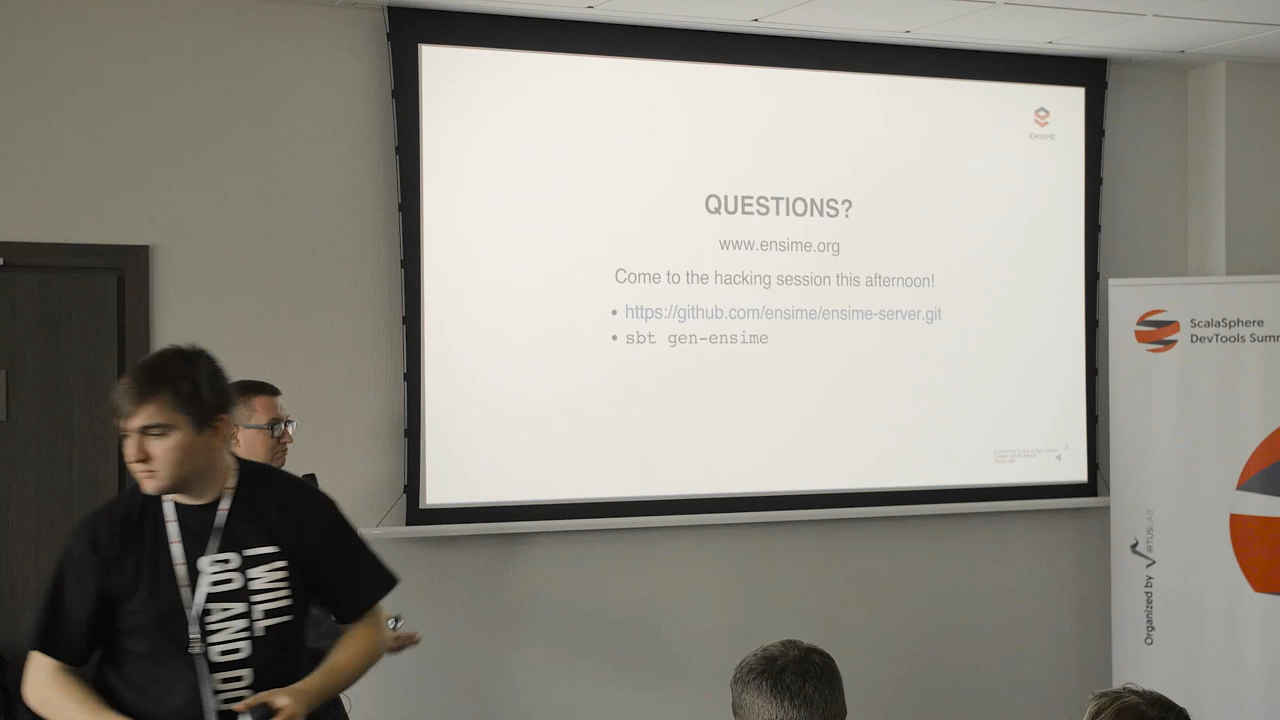 ENSIME
QUESTIONS?
www.ensime.org
Come to the hacking session this afternoon!
• https://github.com/ensime/ensime-server.git
• sbt gen-ensime
ScalaSphere
DevTools Summ
Organized by VIRTUSLAB
I WILL
GO AND DO